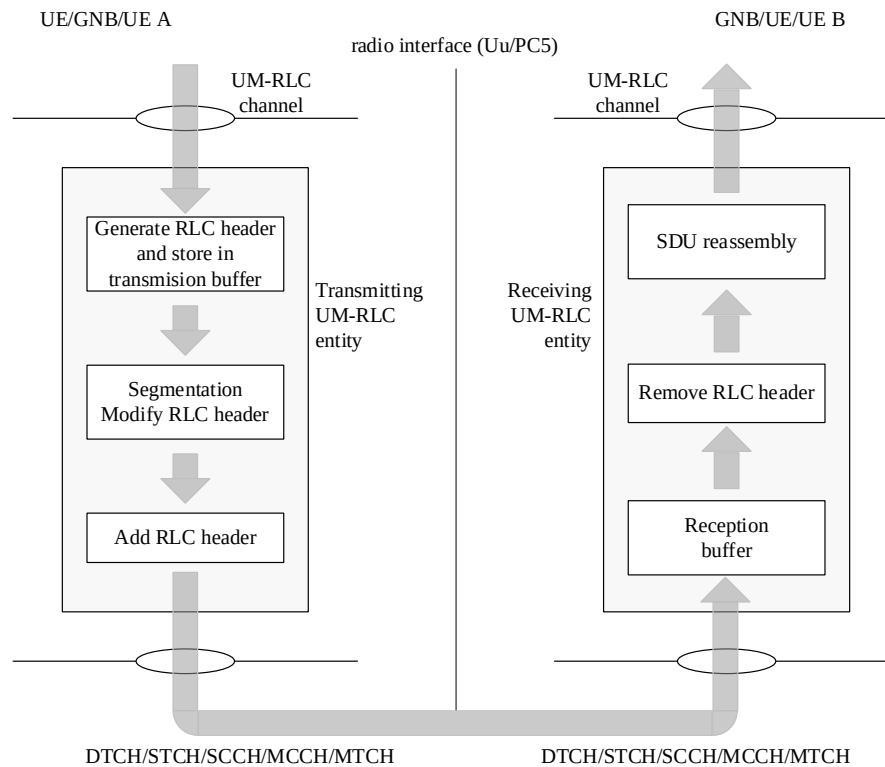 UE/GNB/UE A
GNB/UE/UE B
radio interface (Uu/PC5)
UM-RLC
channel
UM-RLC
channel
Generate RLC header
and store in
transmision buffer
Transmitting
UM-RLC
entity
Segmentation
Modify RLC header
Add RLC header
Receiving
UM-RLC
entity
SDU reassembly
Remove RLC header
Reception
buffer
DTCH/STCH/SCCH/MCCH/MTCH
DTCH/STCH/SCCH/MCCH/MTCH